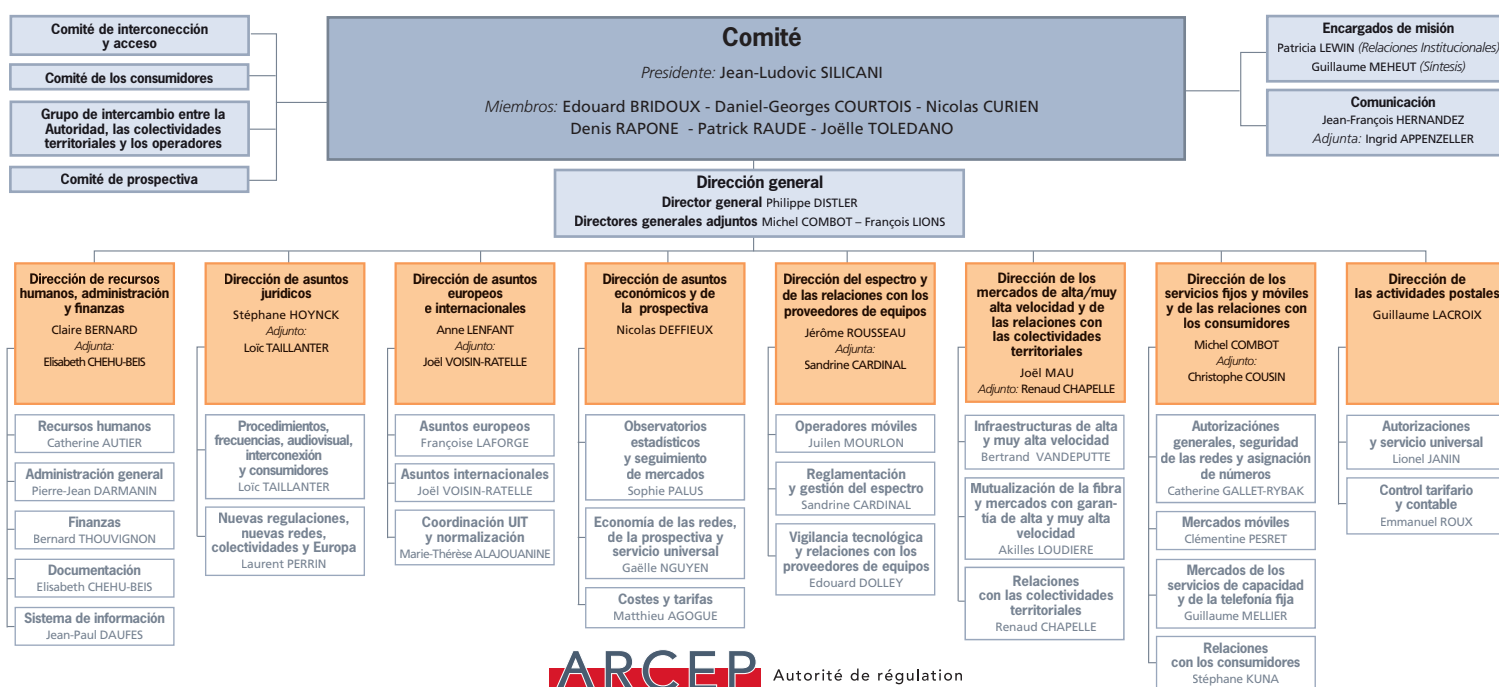 Comité de interconección
y acceso
Comité de los consumidores
Grupo de intercambio entre la
Autoridad, las colectividades
territoriales y los operadores
Comité de prospectiva
Comité
Presidente: Jean-Ludovic SILICANI
Miembros: Edouard BRIDOUX - Daniel-Georges COURTOIS - Nicolas CURIEN
Denis RAPONE - Patrick RAUDE - Joëlle TOLEDANO
Encargados de misión
Patricia LEWIN (Relaciones Institucionales)
Guillaume MEHEUT (Síntesis)
Comunicación
Jean-François HERNANDEZ
Adjunta: Ingrid APPENZELLER
Dirección general
Director general Philippe DISTLER
Directores generales adjuntos Michel COMBOT – François LIONS
Dirección de recursos
humanos, administración
y finanzas
Claire BERNARD
Adjunta:
Elisabeth CHEHU-BEIS
Recursos humanos
Catherine AUTIER
Administración general
Pierre-Jean DARMANIN
Finanzas
Bernard THOUVIGNON
Documentación
Elisabeth CHEHU-BEIS
Sistema de información
Jean-Paul DAUFES
Dirección de asuntos
jurídicos
Stéphane HOYNCK
Adjunto:
Loïc TAILLANTER
Procedimientos,
frecuencias, audiovisual,
interconexión
y consumidores
Loïc TAILLANTER
Nuevas regulaciones,
nuevas redes,
colectividades y Europa
Laurent PERRIN
Dirección de asuntos
europeos
e internationales
Anne LENFANT
Adjunto:
Joël VOISIN-RATELLE
Asuntos europeos
Françoise LAFORGE
Asuntos internationales
Joël VOISIN-RATELLE
Coordinación UIT
y normalización
Marie-Thérèse ALAJOUANINE
Dirección de asuntos
económicos y de
la prospectiva
Nicolas DEFFIEUX
Observatorios
estadísticos
y seguimiento
de mercados
Sophie PALUS
Economía de las redes,
de la prospectiva y
servicio universal
Gaëlle NGUYEN
Costes y tarifas
Matthieu AGOGUE
Dirección del espectro y
de las relaciones con los
proveedores de equipos
Jérôme ROUSSEAU
Adjunta:
Sandrine CARDINAL
Operadores móviles
Juilen MOURLON
Reglamentación
y gestión del espectro
Sandrine CARDINAL
Vigilancia tecnológica
y relaciones con los
proveedores de equipos
Edouard DOLLEY
Dirección de los
mercados de alta/muy
alta velocidad y de
las relaciones con
las colectividades
territoriales
Joël MAU
Adjunto: Renaud CHAPELLE
Infraestructuras de alta
y muy alta velocidad
Bertrand VANDEPUTTE
Mutualización de la fibra
y mercados con garan-
tía de alta y muy alta
velocidad
Akilles LOUDIERE
Relaciones
con las colectividades
territoriales
Renaud CHAPELLE
Dirección de los
servicios fijos y móviles
y de las relaciones con
los consumidores
Michel COMBOT
Adjunto:
Christophe COUSIN
Autorizaciónes
generales, seguridad
de las redes y asignación
de números
Catherine GALLET-RYBAK
Mercados móviles
Clémentine PESRET
Mercados de los
servicios de capacidad
y de la telefonía fija
Guillaume MELLIER
Relaciones
con los consumidores
Stéphane KUNA
Dirección de
las actividades postales
Guillaume LACROIX
Autorizaciones
y servicio universal
Lionel JANIN
Control tarifario
y contable
Emmanuel ROUX
ARCEP
Autorité de régulation